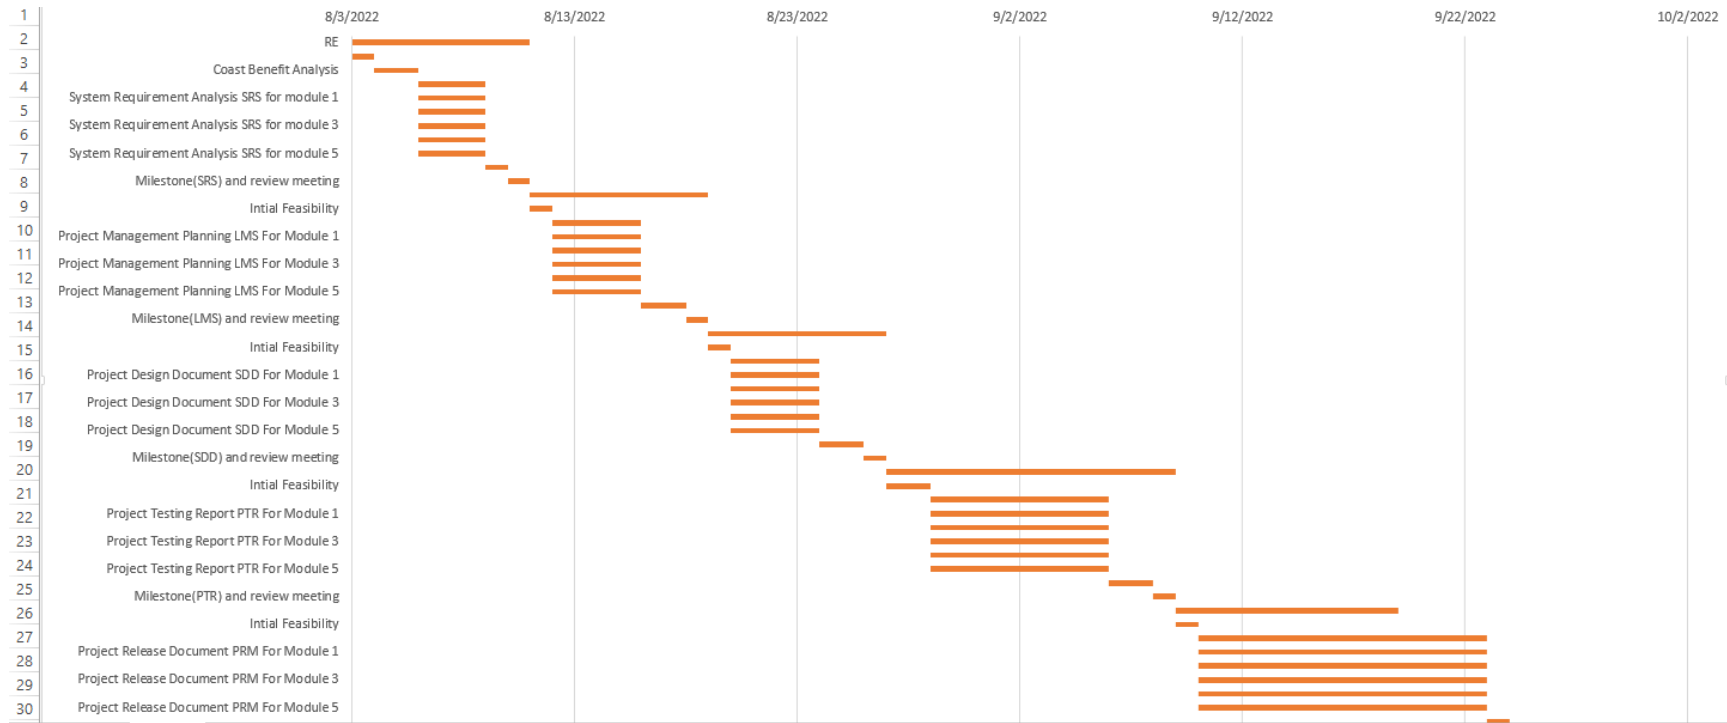 1
8/3/2022 8/13/2022 8/23/2022 9/2/2022 9/12/2022 9/22/2022 10/2/2022
2
RE
3
Coast Benefit Analysis
4
System Requirement Analysis SRS for module 1
5
System Requirement Analysis SRS for module 3
6
System Requirement Analysis SRS for module 5
7
Milestone(SRS) and review meeting
8
Intial Feasibility
9
10
Project Management Planning LMS For Module 1
11
Project Management Planning LMS For Module 3
12
Project Management Planning LMS For Module 5
13
Milestone(LMS) and review meeting
14
Intial Feasibility
15
16
Project Design Document SDD For Module 1
17
Project Design Document SDD For Module 3
18
Project Design Document SDD For Module 5
19
Milestone(SDD) and review meeting
20
Intial Feasibility
21
22
Project Testing Report PTR For Module 1
23
Project Testing Report PTR For Module 3
24
Project Testing Report PTR For Module 5
25
Milestone(PTR) and review meeting
26
Intial Feasibility
27
Project Release Document PRM For Module 1
28
Project Release Document PRM For Module 3
29
Project Release Document PRM For Module 5
30